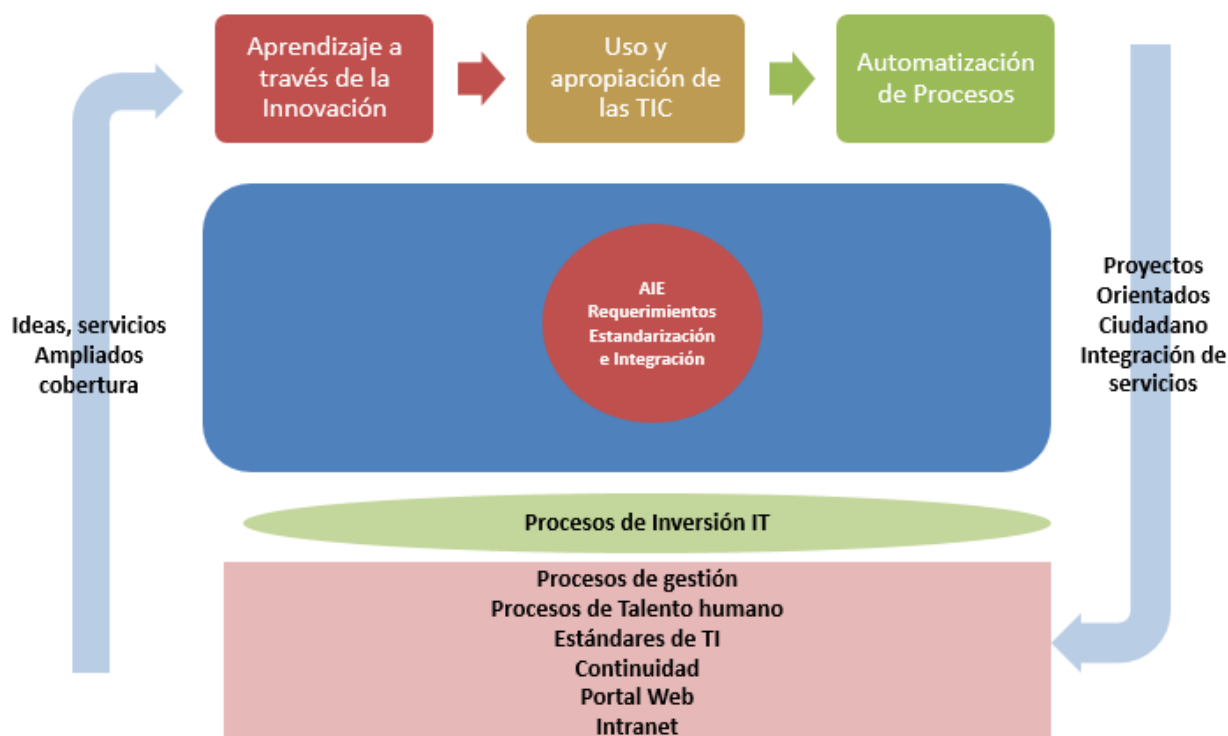 Aprendizaje a
través de la
Innovación
Uso y
apropiación de
las TIC
Automatización
de Procesos
Ideas, servicios
Ampliados
cobertura
AIE
Requerimientos
Estandarización
e Integración
Proyectos
Orientados
Ciudadano
Integración de
servicios
Procesos de Inversión IT
Procesos de gestión
Procesos de Talento humano
Estándares de TI
Continuidad
Portal Web
Intranet